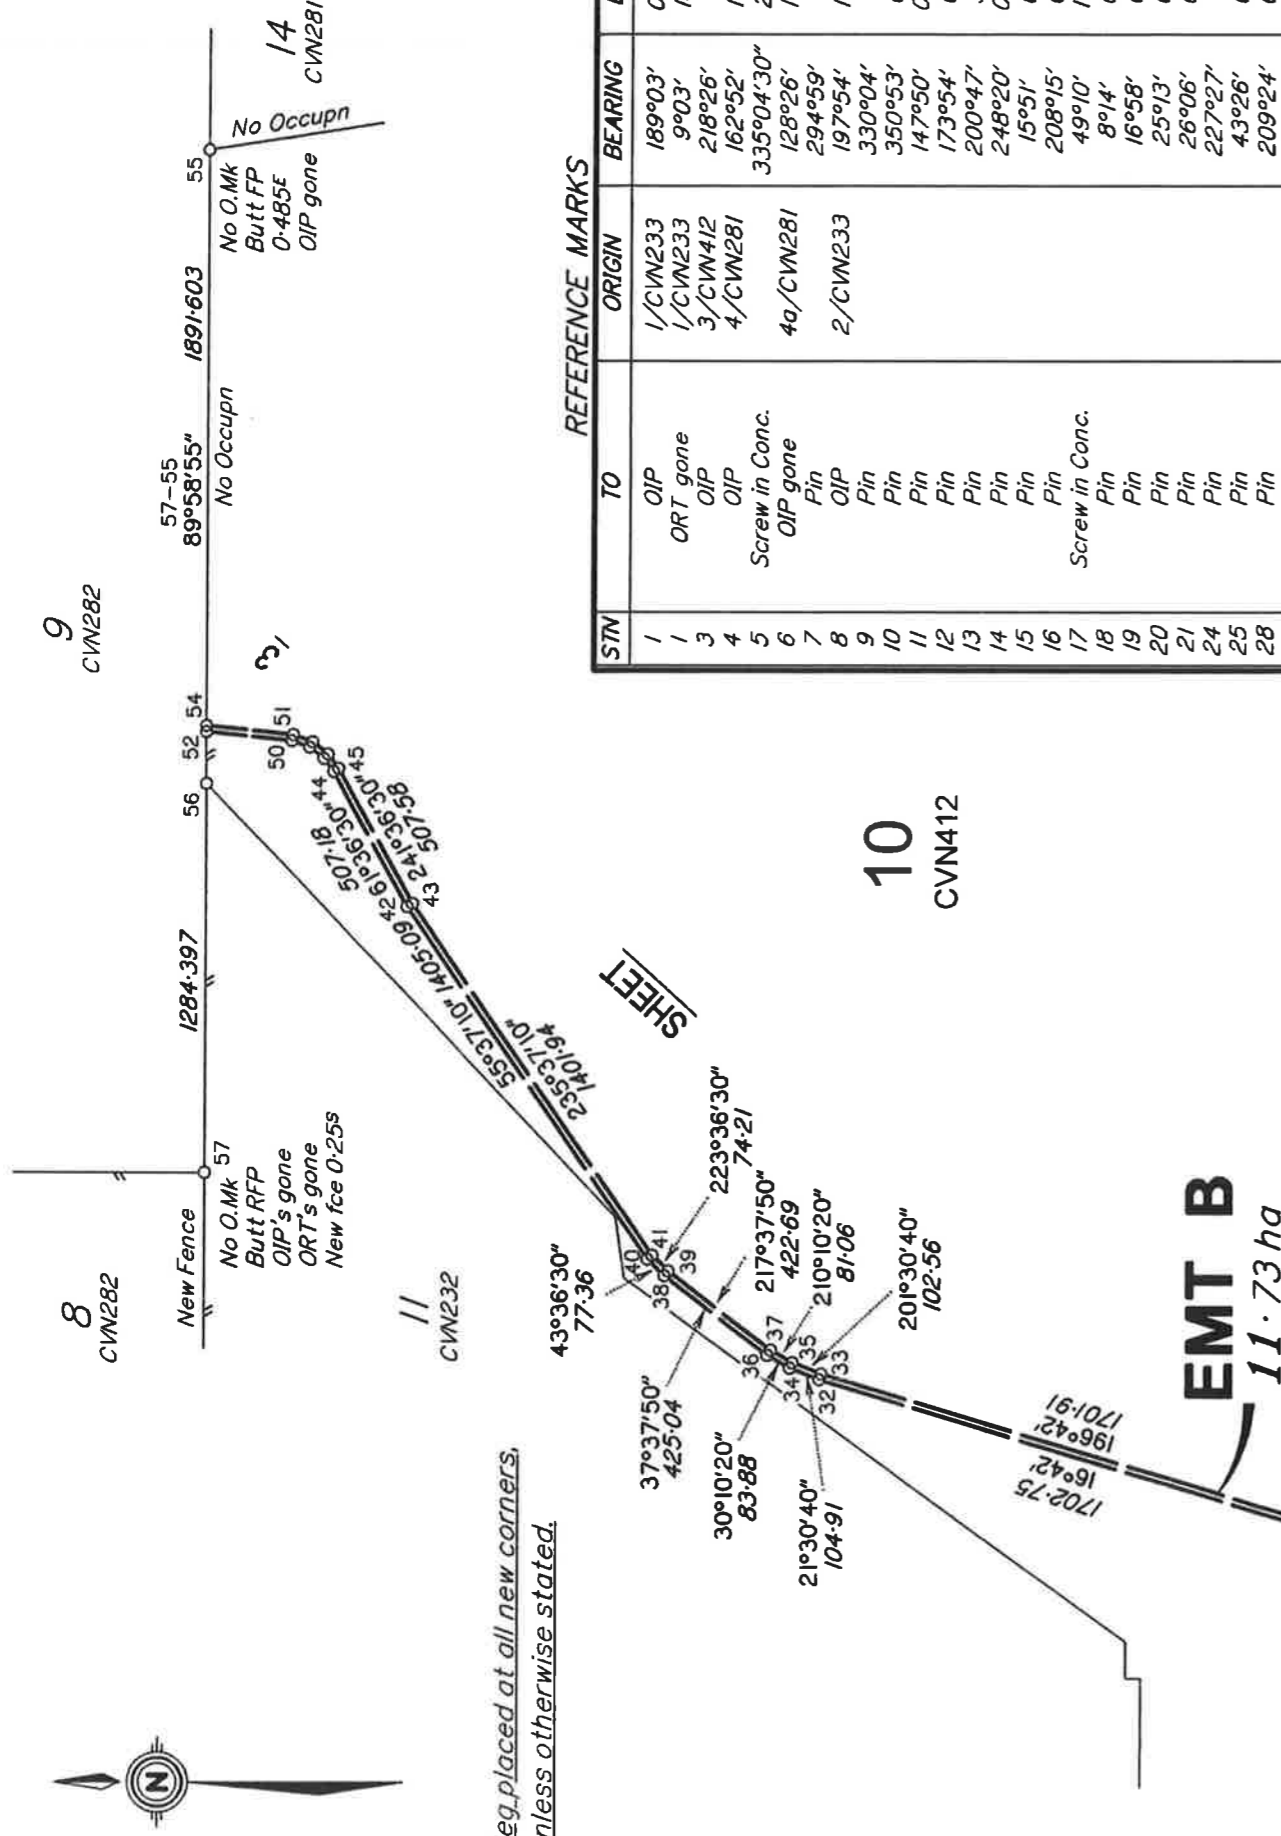 N
8
CVN282
9
CVN282
14
CVN281
New Fence
1284·397
57-55
89°58'55"
1891·603
No Occupn
No Occupn
57
No O.Mk
Butt RFP
OIP's gone
ORT's gone
New fce 0·25s
56
52
54
55
No O.Mk
Butt FP
0·485E
OIP gone
11
CVN232
50
51
44
45
507·18
61°36'30"
241°36'30"
507·58
42
43
55°37'10" 1405·09
235°37'10"
1401·94
40
41
38
39
43°36'30"
77·36
223°36'30"
74·21
37°37'50"
425·04
217°37'50"
422·69
36
37
30°10'20"
83·88
210°10'20"
81·06
34
35
21°30'40"
104·91
201°30'40"
102·56
32
33
196°42'
1701·91
16°42'
1702·75
SHEET
10
CVN412
EMT B
11·73 ha
placed at all new corners,
otherwise stated.
REFERENCE MARKS
STN TO ORIGIN BEARING
1 OIP 1/CVN233 189°03'
1 ORT gone 1/CVN233 9°03'
3 OIP 3/CVN412 218°26'
4 OIP 4/CVN281 162°52'
5 Screw in Conc. 335°04'30"
6 OIP gone 4a/CVN281 128°26'
7 Pin 294°59'
8 OIP 2/CVN233 197°54'
9 Pin 330°04'
10 Pin 350°53'
11 Pin 147°50'
12 Pin 173°54'
13 Pin 200°47'
14 Pin 248°20'
15 Pin 15°51'
16 Pin 208°15'
17 Screw in Conc. 49°10'
18 Pin 8°14'
19 Pin 16°58'
20 Pin 25°13'
21 Pin 26°06'
24 Pin 227°27'
25 Pin 43°26'
28 Pin 209°24'